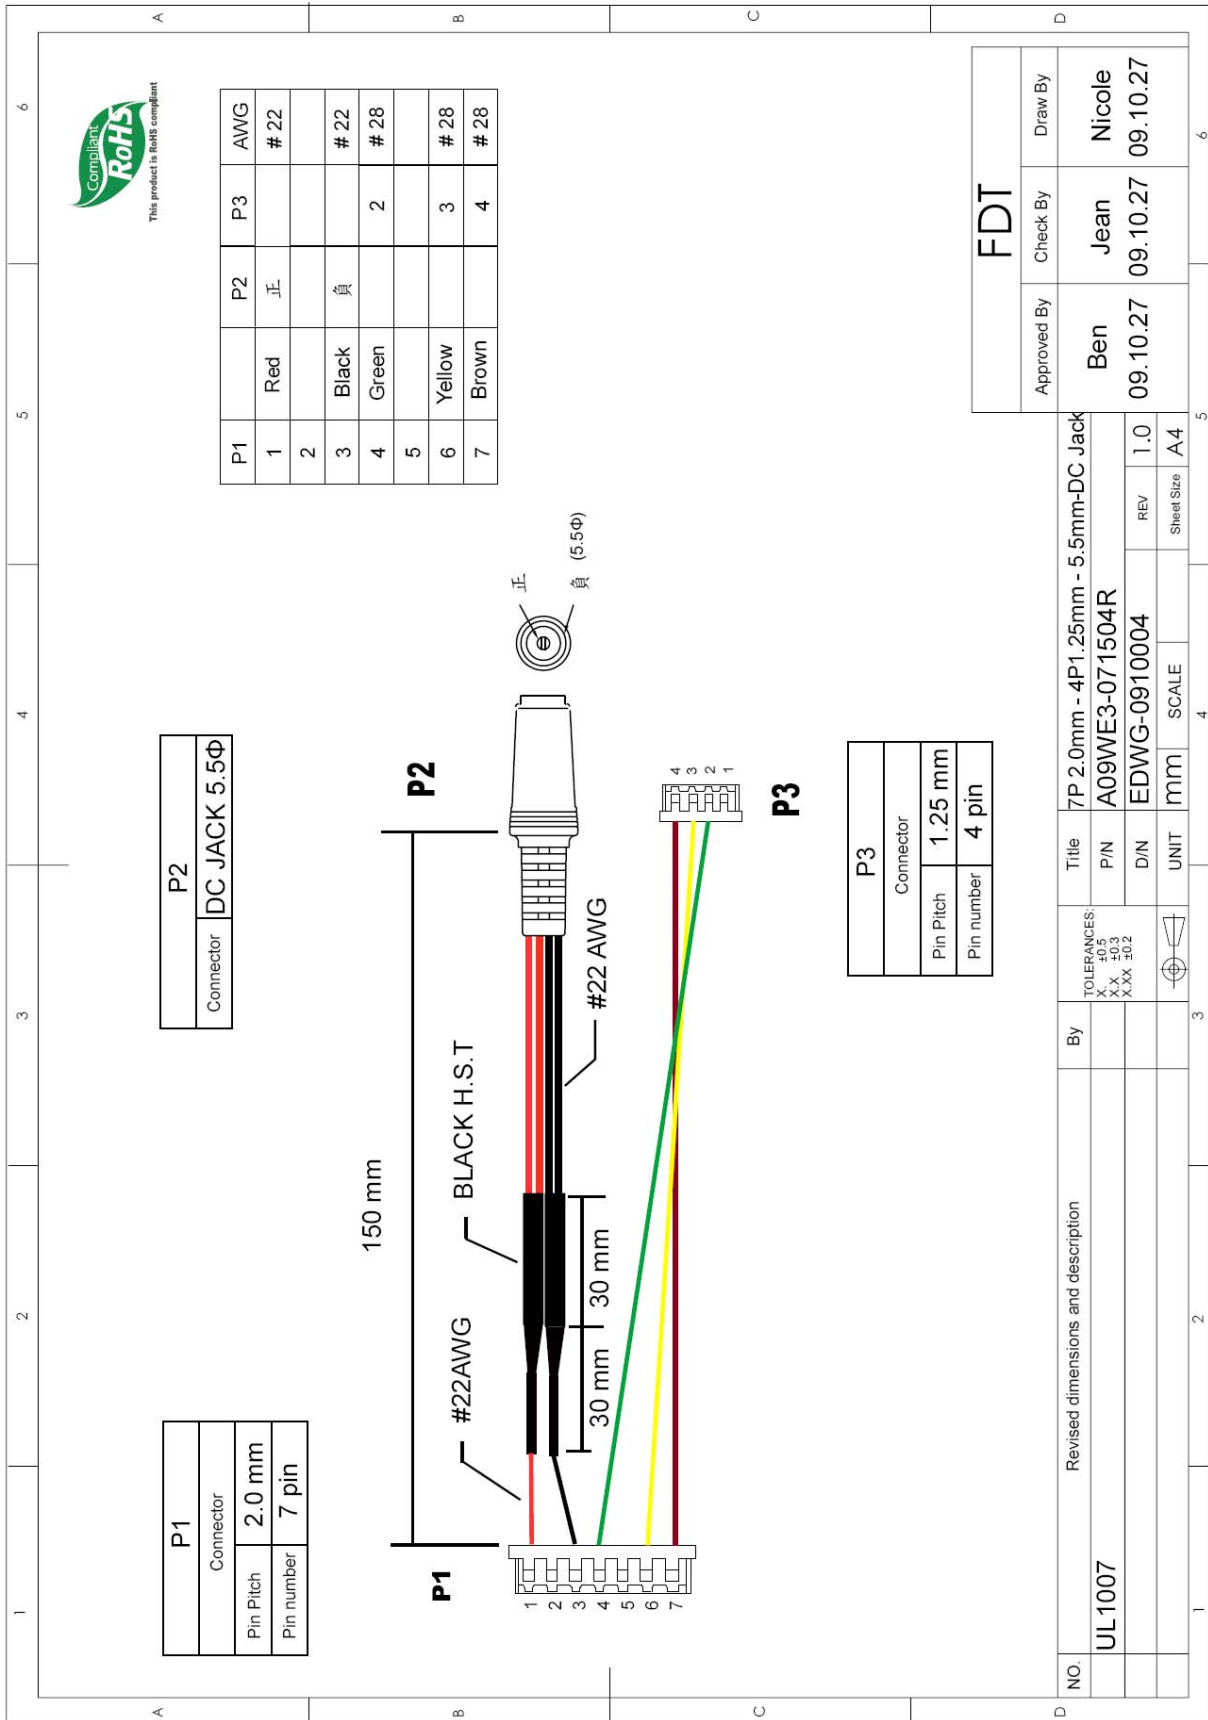 1 2 3 4 5 6
A
B
C
D
Compliant
RoHS
This product is RoHS compliant
P1
Connector
Pin Pitch 2.0 mm
Pin number 7 pin
P2
Connector DC JACK 5.5Φ
P1 P2 P3 AWG
1 Red 正 # 22
2
3 Black 負 # 22
4 Green 2 # 28
5
6 Yellow 3 # 28
7 Brown 4 # 28
150 mm
P1
#22AWG
BLACK H.S.T
P2
正
負 (5.5Φ)
1
2
3
4
5
6
7
30 mm 30 mm
#22 AWG
4
3
2
1
P3
P3
Connector
Pin Pitch 1.25 mm
Pin number 4 pin
FDT
Approved By Check By Draw By
Ben Jean Nicole
09.10.27 09.10.27 09.10.27
NO. Revised dimensions and description By
UL1007
TOLERANCES:
X. ±0.5
X.X ±0.3
X.XX ±0.2
Title 7P 2.0mm - 4P1.25mm - 5.5mm-DC Jack
P/N A09WE3-071504R
D/N EDWG-0910004 REV 1.0
UNIT mm SCALE Sheet Size A4
A
B
C
D
1 2 3 4 5 6